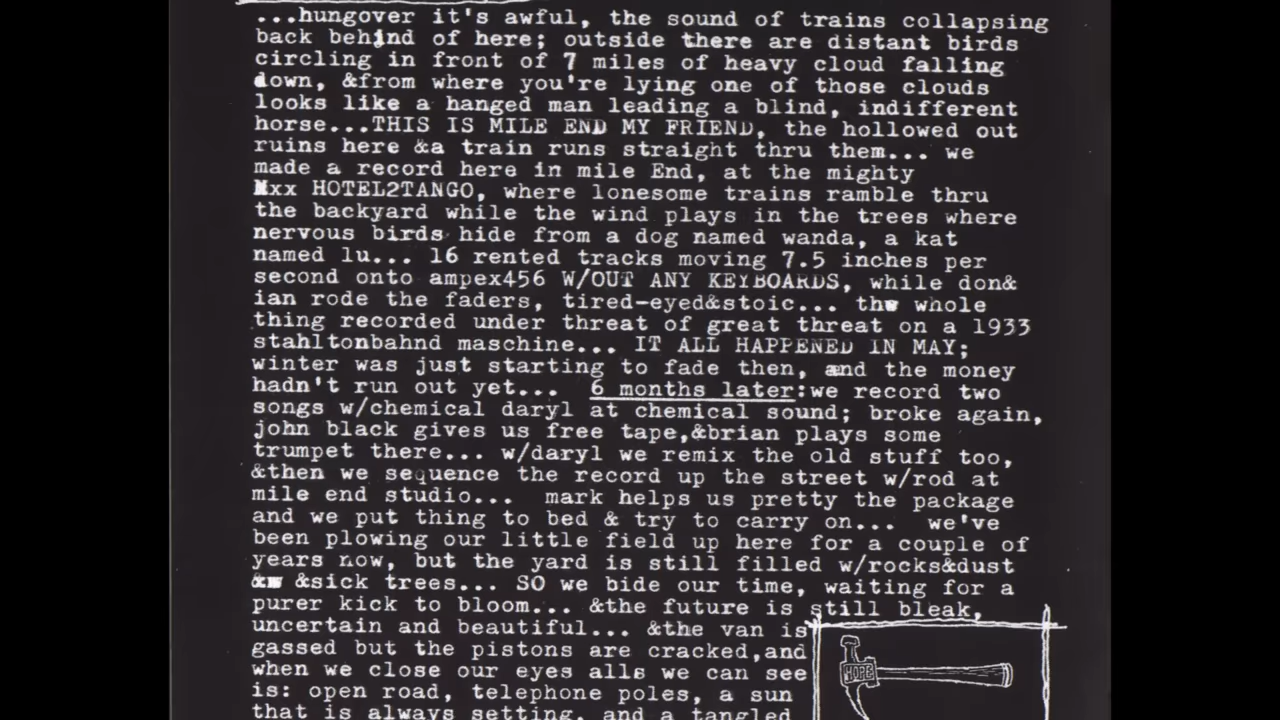 ...hungover it's awful, the sound of trains collapsing
back behind of here; outside there are distant birds
circling in front of 7 miles of heavy cloud falling
down, &from where you're lying one of those clouds
looks like a hanged man leading a blind, indifferent
horse...THIS IS MILE END MY FRIEND, the hollowed out
ruins here &a train runs straight thru them... we
made a record here in mile End, at the mighty
xx HOTEL2TANGO, where lonesome trains ramble thru
the backyard while the wind plays in the trees where
nervous birds hide from a dog named wanda, a kat
named lu... 16 rented tracks moving 7.5 inches per
second onto ampex456 W/OUT ANY KEYBOARDS, while don&
ian rode the faders, tired-eyed&stoic... the whole
thing recorded under threat of great threat on a 1933
stahltonbahnd maschine... IT ALL HAPPENED IN MAY;
winter was just starting to fade then, and the money
hadn't run out yet... 6 months later:we record two
songs w/chemical daryl at chemical sound; broke again,
john black gives us free tape,&brian plays some
trumpet there... w/daryl we remix the old stuff too,
&then we sequence the record up the street w/rod at
mile end studio... mark helps us pretty the package
and we put thing to bed & try to carry on... we've
been plowing our little field up here for a couple of
years now, but the yard is still filled w/rocks&dust
&sick trees... SO we bide our time, waiting for a
purer kick to bloom... &the future is still bleak,
uncertain and beautiful... &the van is
gassed but the pistons are cracked,and
when we close our eyes alls we can see
is: open road, telephone poles, a sun
that is always setting, and a tangled
HOPE